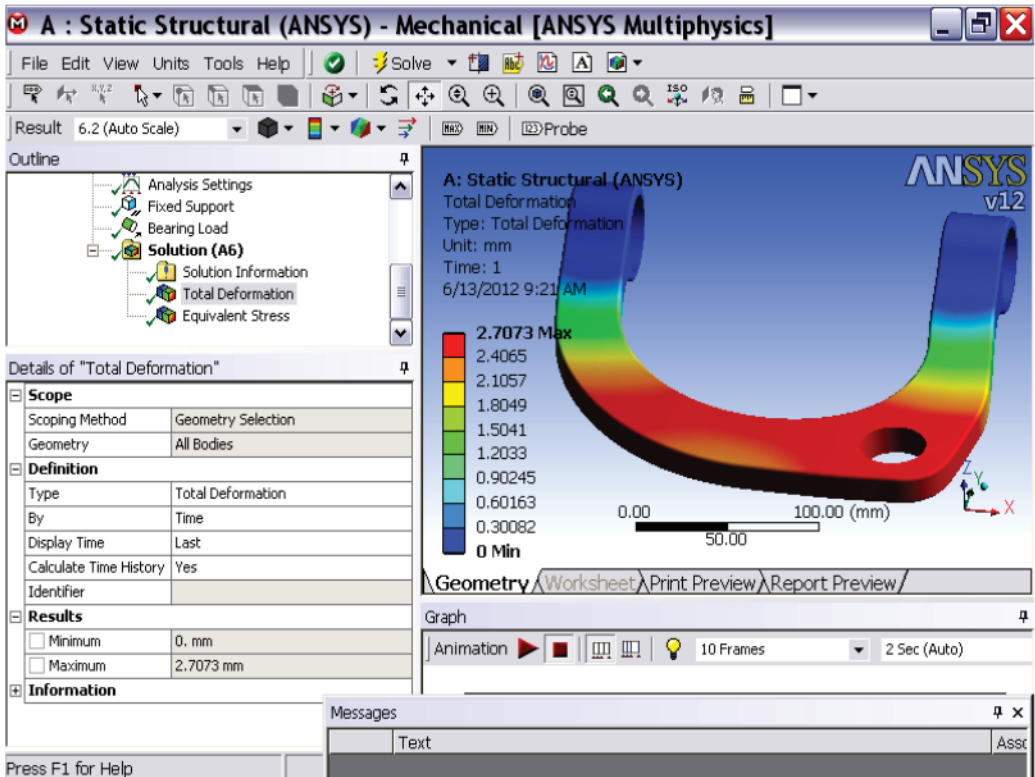 A : Static Structural (ANSYS) - Mechanical [ANSYS Multiphysics]
File Edit View Units Tools Help Solve
Result 6.2 (Auto Scale) MAX MIN Probe
Outline
Analysis Settings
Fixed Support
Bearing Load
Solution (A6)
Solution Information
Total Deformation
Equivalent Stress
Details of "Total Deformation"
Scope
Scoping Method Geometry Selection
Geometry All Bodies
Definition
Type Total Deformation
By Time
Display Time Last
Calculate Time History Yes
Identifier
Results
Minimum 0. mm
Maximum 2.7073 mm
Information
Press F1 for Help
ANSYS
v12
A: Static Structural (ANSYS)
Total Deformation
Type: Total Deformation
Unit: mm
Time: 1
6/13/2012 9:21 AM
2.7073 Max
2.4065
2.1057
1.8049
1.5041
1.2033
0.90245
0.60163
0.30082
0 Min
0.00 100.00 (mm)
50.00
Z
Y
X
Geometry Worksheet Print Preview Report Preview
Graph
Animation 10 Frames 2 Sec (Auto)
Messages
Text Asso